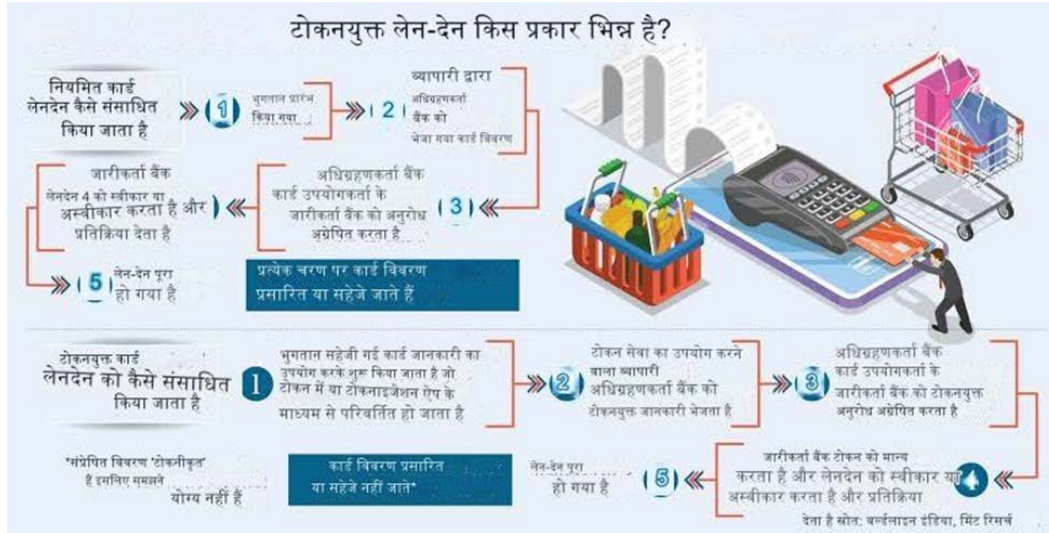 टोकनयुक्त लेन-देन किस प्रकार भिन्न है?
नियमित कार्ड
लेनदेन कैसे संसाधित
किया जाता है
1
भुगतान प्रारंभ
किया गया
2
व्यापारी द्वारा
अधिग्रहणकर्ता
बैंक को
भेजा गया कार्ड विवरण
3
अधिग्रहणकर्ता बैंक
कार्ड उपयोगकर्ता के
जारीकर्ता बैंक को अनुरोध
अग्रेषित करता है
जारीकर्ता बैंक
लेनदेन 4 को स्वीकार या
अस्वीकार करता है और
प्रतिक्रिया देता है
5
लेन-देन पूरा
हो गया है
प्रत्येक चरण पर कार्ड विवरण
प्रसारित या सहेजे जाते हैं
टोकनयुक्त कार्ड
लेनदेन को कैसे संसाधित
किया जाता है
1
भुगतान सहेजी गई कार्ड जानकारी का
उपयोग करके शुरू किया जाता है जो
टोकन में या टोकनाइजेशन ऐप के
माध्यम से परिवर्तित हो जाता है
2
टोकन सेवा का उपयोग करने
वाला व्यापारी
अधिग्रहणकर्ता बैंक को
टोकनयुक्त जानकारी भेजता है
3
अधिग्रहणकर्ता बैंक
कार्ड उपयोगकर्ता के
जारीकर्ता बैंक को टोकनयुक्त
अनुरोध अग्रेषित करता है
4
जारीकर्ता बैंक टोकन को मान्य
करता है और लेनदेन को स्वीकार या
अस्वीकार करता है और प्रतिक्रिया
देता है स्रोत: वर्ल्डलाइन इंडिया, मिंट रिसर्च
5
लेन-देन पूरा
हो गया है
कार्ड विवरण प्रसारित
या सहेजे नहीं जाते*
*संप्रेषित विवरण 'टोकनीकृत'
हैं इसलिए समझने
योग्य नहीं हैं